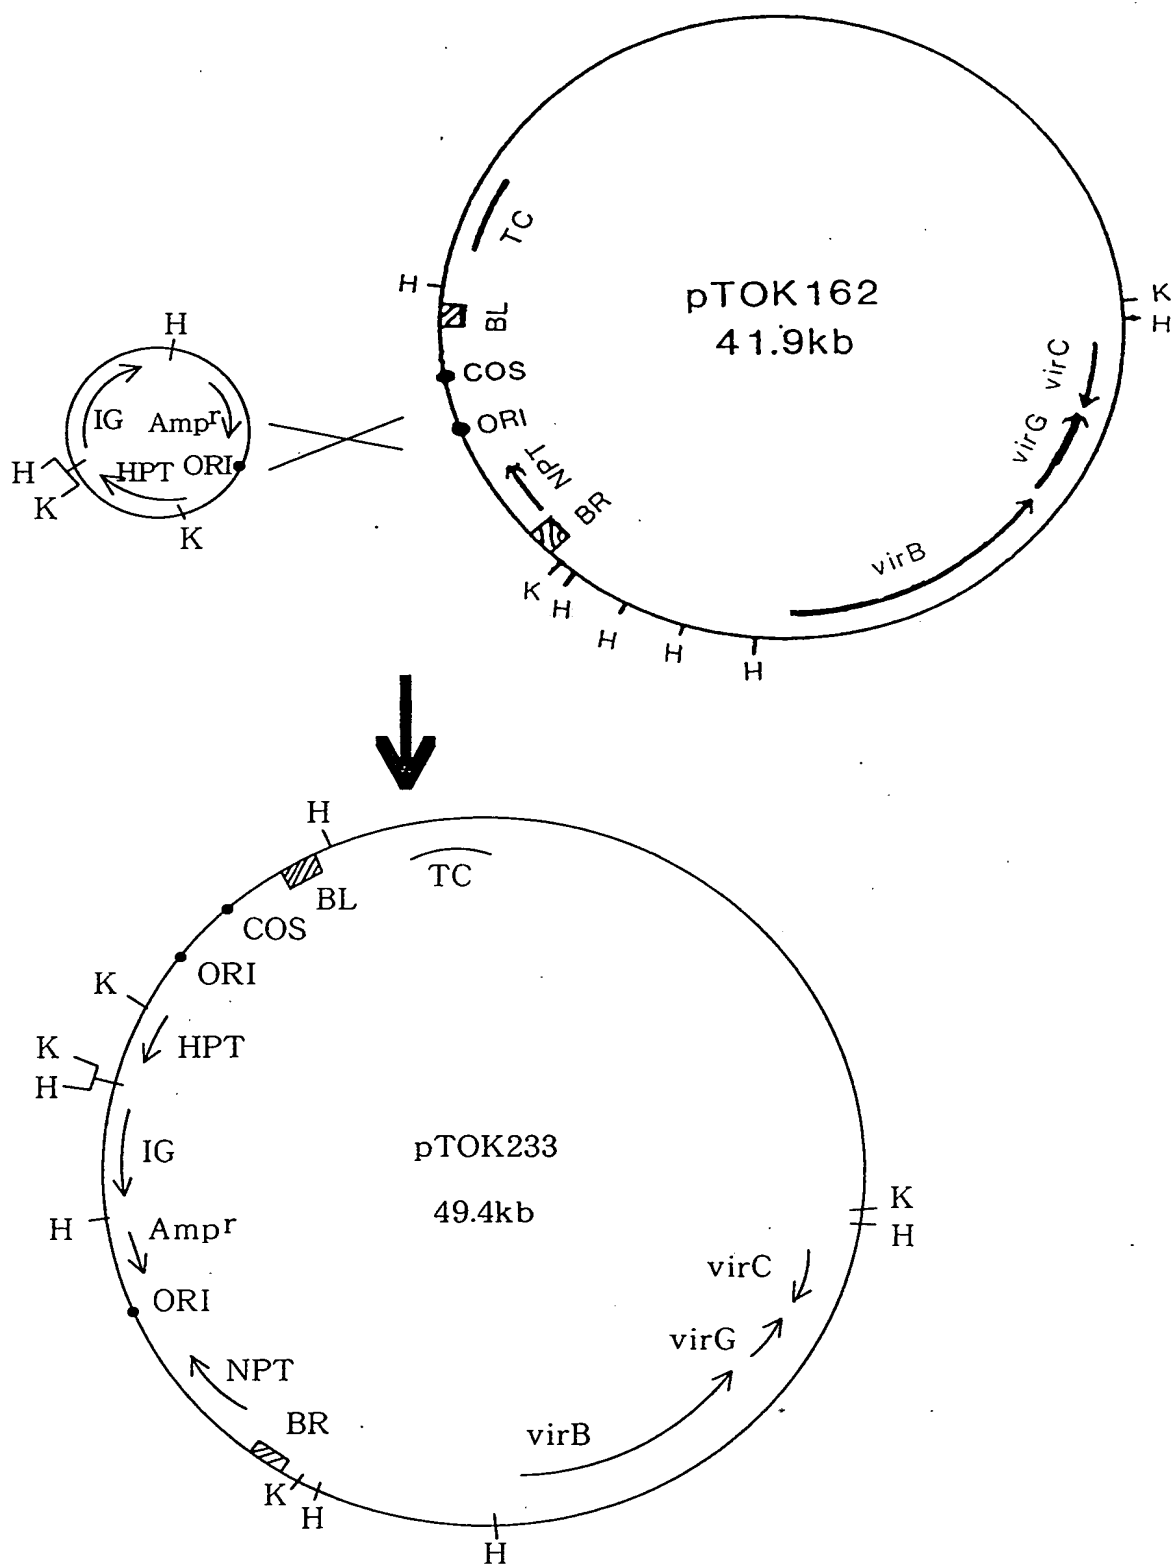 TC
H
BL
pTOK162
41.9kb
K
H
COS
ORI
virC
virG
NPT
BR
virB
K
H
H
H
H
H
IG
Ampr
H
K
HPT
ORI
K
H
TC
BL
COS
ORI
K
HPT
K
H
pTOK233
IG
49.4kb
K
H
H
Ampr
virC
ORI
virG
NPT
BR
virB
K
H
H